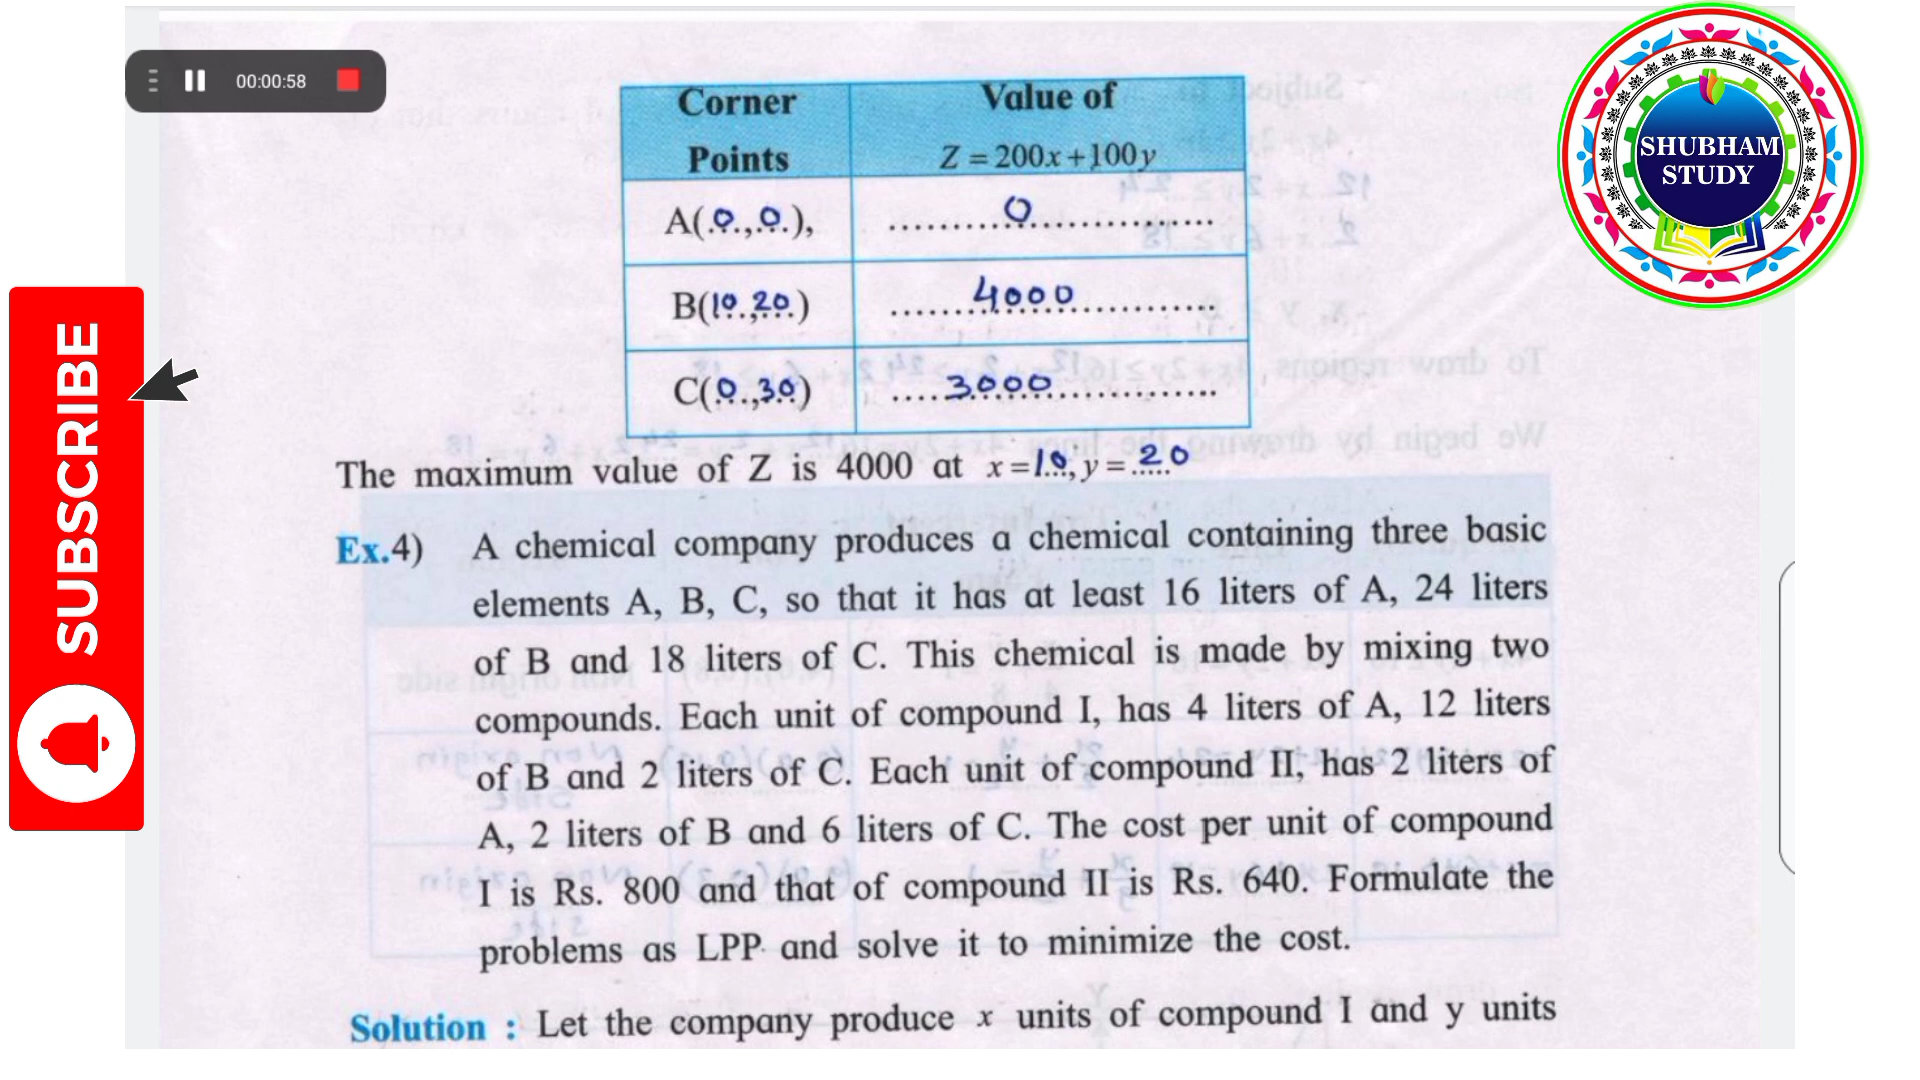 00:00:58
Corner Points
Value of Z = 200x+100y
A(0, 0), 0
B(10, 20) 4000
C(0, 30) 3000
The maximum value of Z is 4000 at x = 10, y = 20
Ex.4) A chemical company produces a chemical containing three basic
elements A, B, C, so that it has at least 16 liters of A, 24 liters
of B and 18 liters of C. This chemical is made by mixing two
compounds. Each unit of compound I, has 4 liters of A, 12 liters
of B and 2 liters of C. Each unit of compound II, has 2 liters of
A, 2 liters of B and 6 liters of C. The cost per unit of compound
I is Rs. 800 and that of compound II is Rs. 640. Formulate the
problems as LPP and solve it to minimize the cost.
Solution : Let the company produce x units of compound I and y units
SUBSCRIBE
SHUBHAM
STUDY